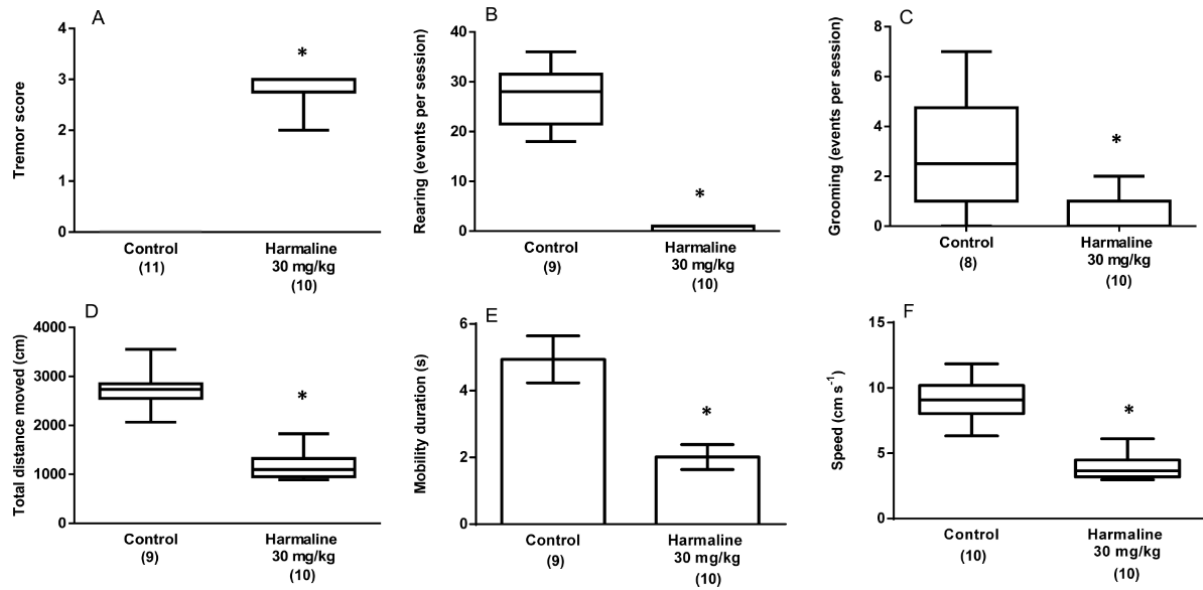 A
Tremor score
4
3
2
1
0
*
Control
(11)
Harmaline
30 mg/kg
(10)
B
Rearing (events per session)
40
30
20
10
0
*
Control
(9)
Harmaline
30 mg/kg
(10)
C
Grooming (events per session)
8
6
4
2
0
*
Control
(8)
Harmaline
30 mg/kg
(10)
D
Total distance moved (cm)
4000
3000
2000
1000
0
*
Control
(9)
Harmaline
30 mg/kg
(10)
E
Mobility duration (s)
6
4
2
0
*
Control
(9)
Harmaline
30 mg/kg
(10)
F
Speed (cm s⁻¹)
15
10
5
0
*
Control
(10)
Harmaline
30 mg/kg
(10)